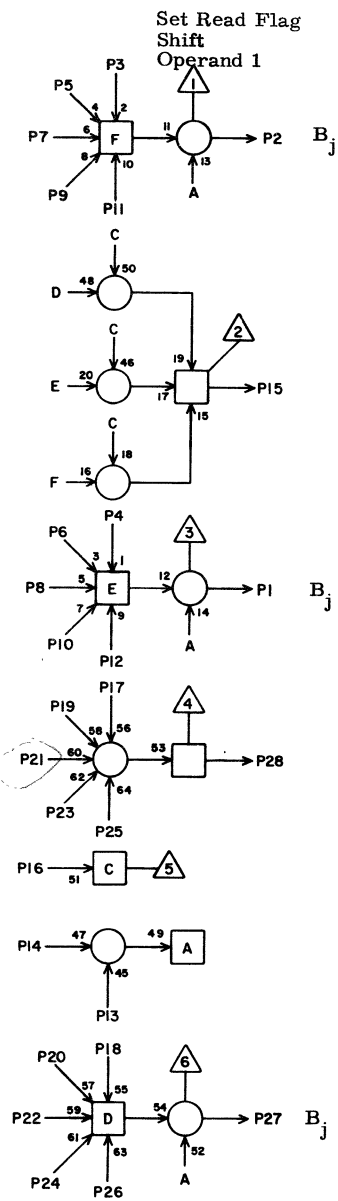 Set Read Flag
Shift
Operand 1
1
P3
P5
4
2
P7
6
F
11
P2
B j
8
10
13
P9
P11
A
C
50
D
48
2
C
46
19
E
20
17
P15
15
C
18
F
16
P4
P6
3
3
1
P8
5
E
12
P1
B j
7
9
14
P10
P12
A
P17
P19
4
58
56
P21
60
53
P28
62
64
P23
P25
P16
51
C
5
P14
47
49
A
45
P13
P18
P20
6
57
55
P22
59
D
54
P27
B j
61
63
52
P24
P26
A